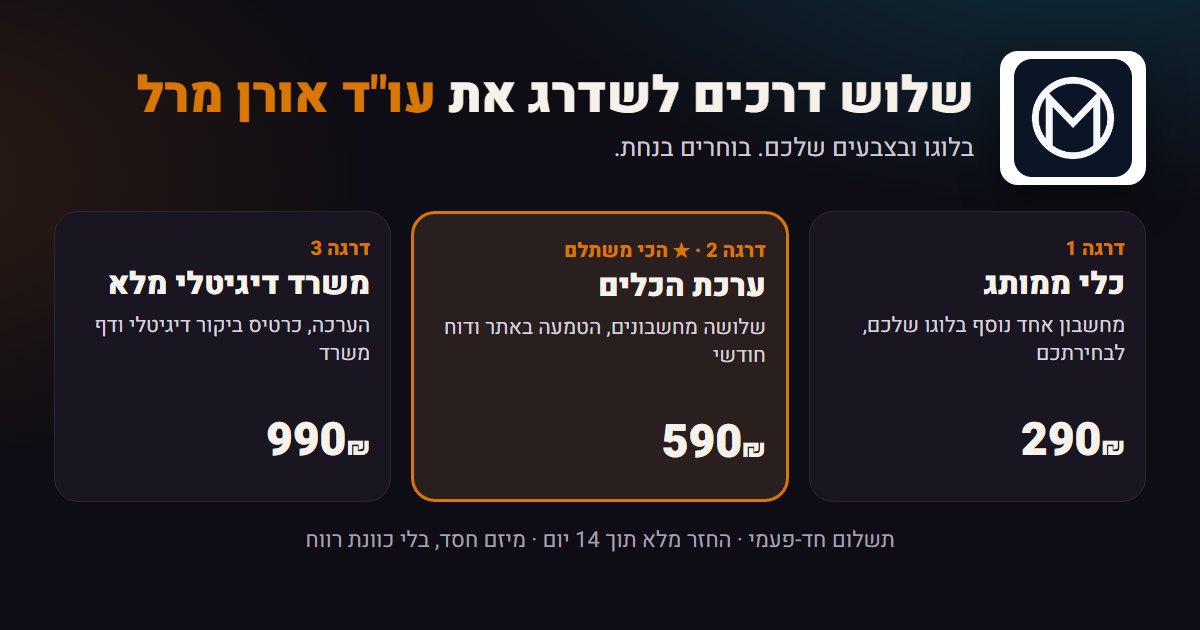 שלוש דרכים לשדרג את עו"ד אורן מרל
בלוגו ובצבעים שלכם. בוחרים בנחת.
דרגה 1
כלי ממותג
מחשבון אחד נוסף בלוגו שלכם,
לבחירתכם
₪290
דרגה 2 · ★ הכי משתלם
ערכת הכלים
שלושה מחשבונים, הטמעה באתר ודוח
חודשי
₪590
דרגה 3
משרד דיגיטלי מלא
הערכה, כרטיס ביקור דיגיטלי ודף
משרד
₪990
תשלום חד-פעמי · החזר מלא תוך 14 יום · מיזם חסד, בלי כוונת רווח